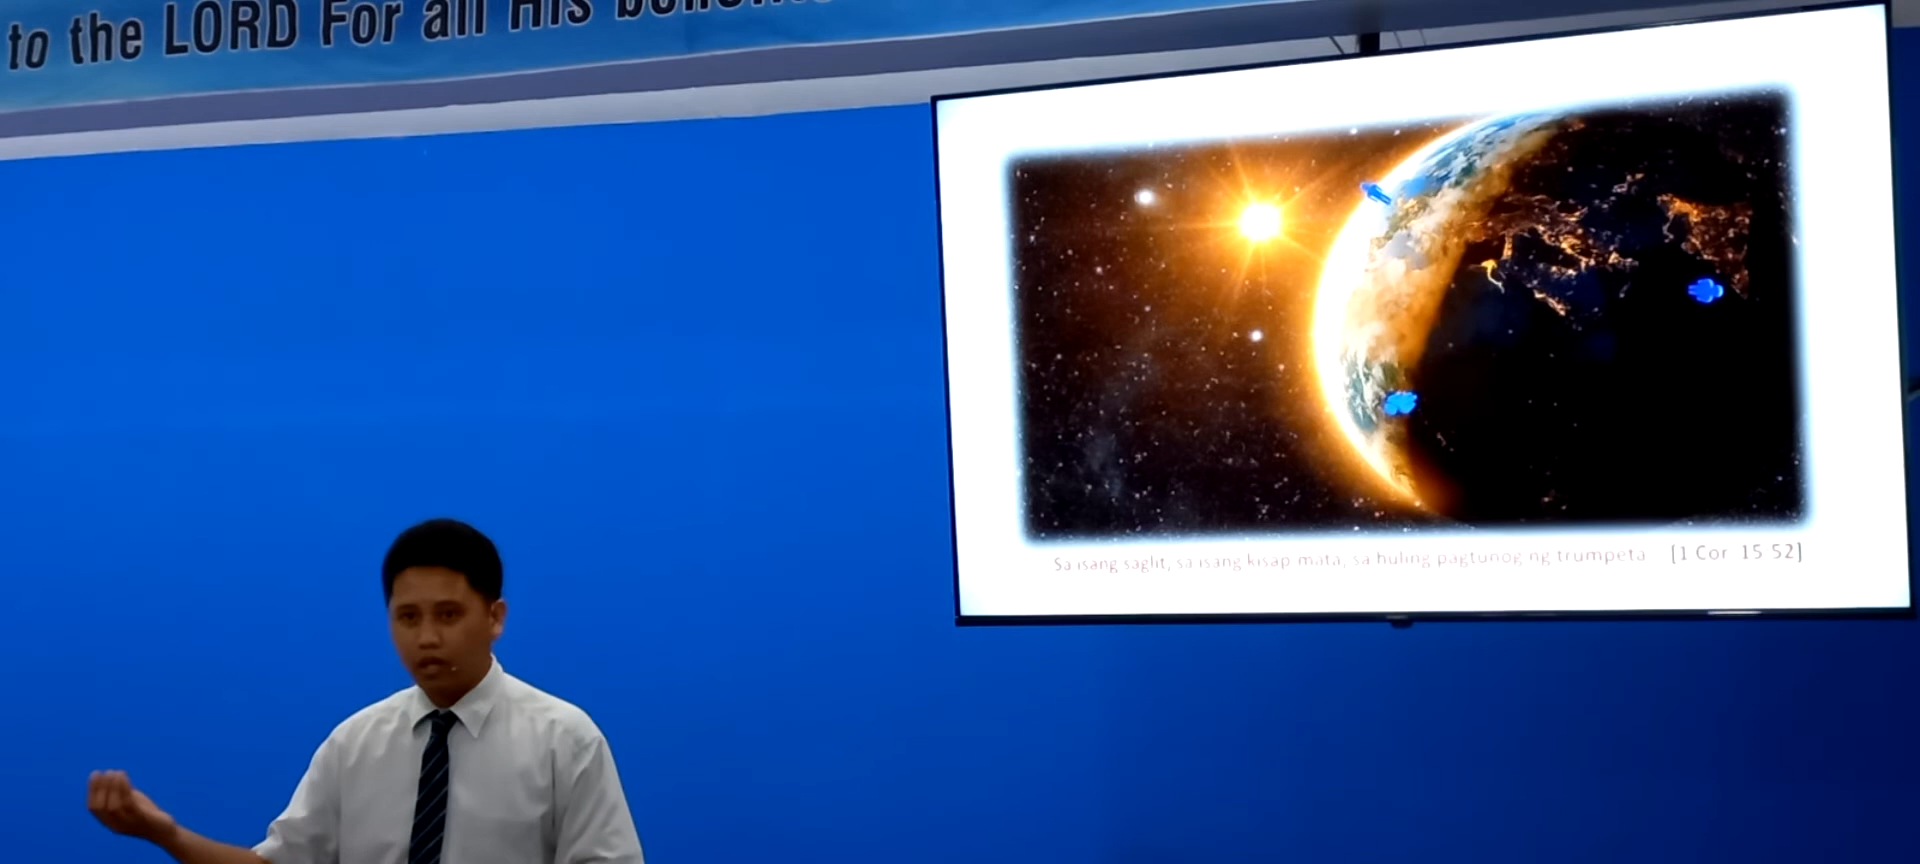 to the LORD For all His
Sa isang saglit, sa isang kisap mata, sa huling pagtunog ng trumpeta [1 Cor 15 52]